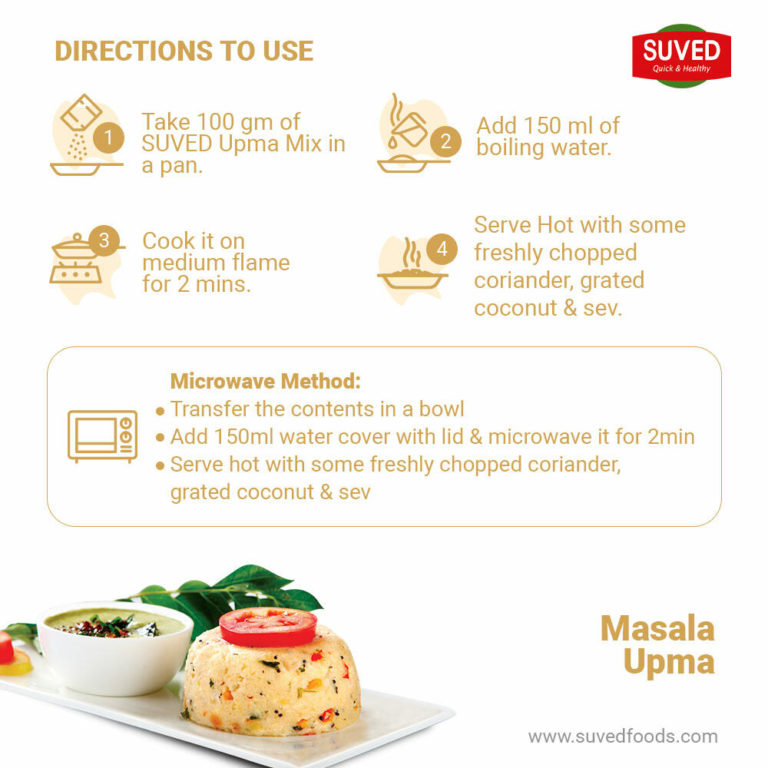 DIRECTIONS TO USE
SUVED
Quick & Healthy
1
Take 100 gm of
SUVED Upma Mix in
a pan.
2
Add 150 ml of
boiling water.
3
Cook it on
medium flame
for 2 mins.
4
Serve Hot with some
freshly chopped
coriander, grated
coconut & sev.
Microwave Method:
• Transfer the contents in a bowl
• Add 150ml water cover with lid & microwave it for 2min
• Serve hot with some freshly chopped coriander,
grated coconut & sev
Masala
Upma
www.suvedfoods.com